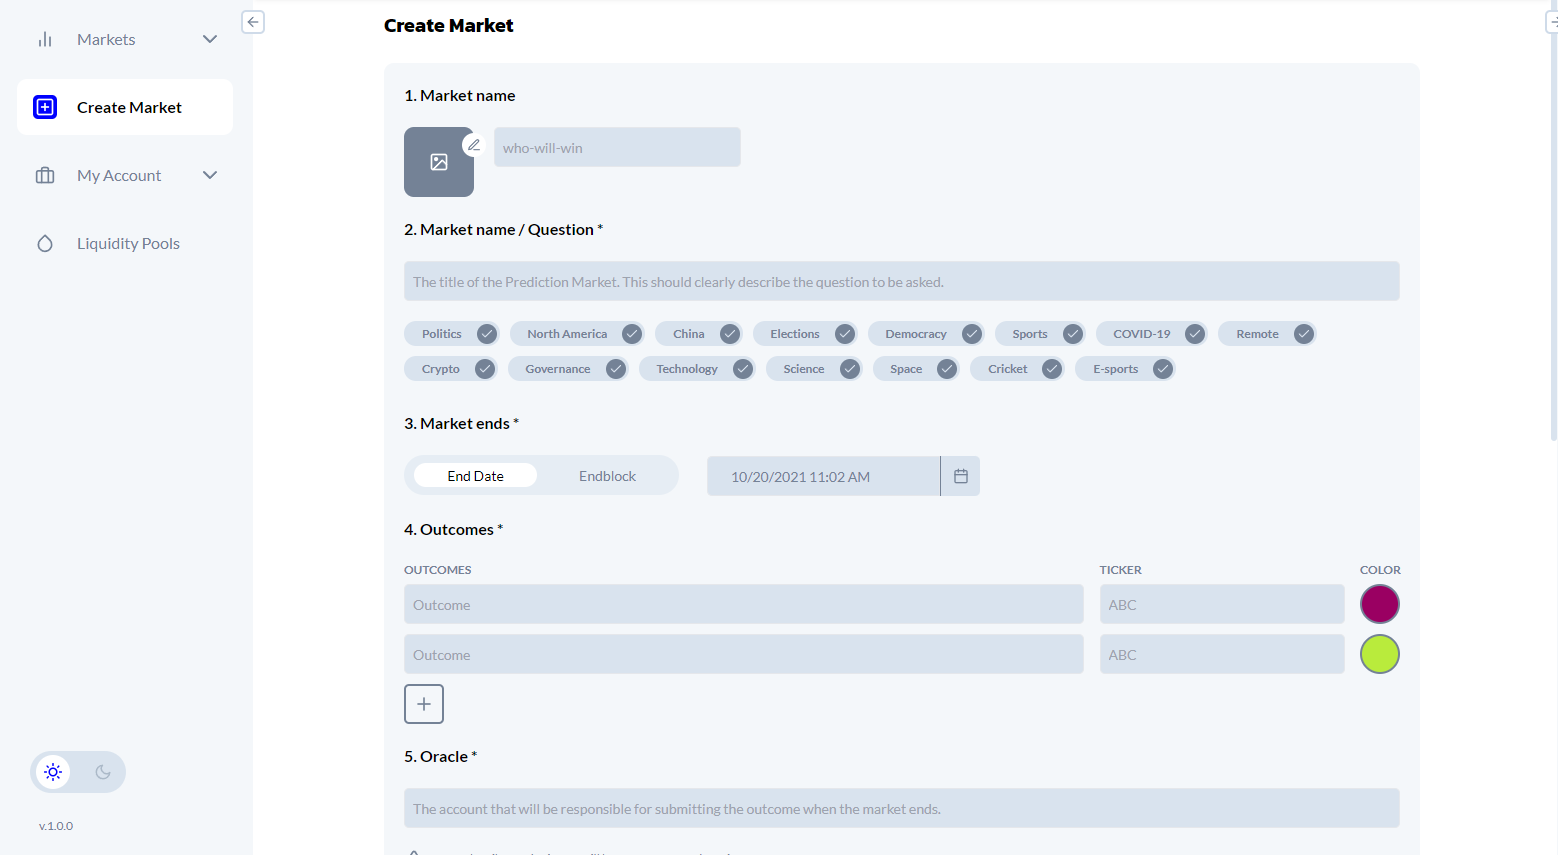 Create Market
Markets
Create Market
My Account
Liquidity Pools
v.1.0.0
1. Market name
who-will-win
2. Market name / Question *
The title of the Prediction Market. This should clearly describe the question to be asked.
Politics North America China Elections Democracy Sports COVID-19 Remote
Crypto Governance Technology Science Space Cricket E-sports
3. Market ends *
End Date Endblock 10/20/2021 11:02 AM
4. Outcomes *
OUTCOMES TICKER COLOR
Outcome ABC
Outcome ABC
5. Oracle *
The account that will be responsible for submitting the outcome when the market ends.